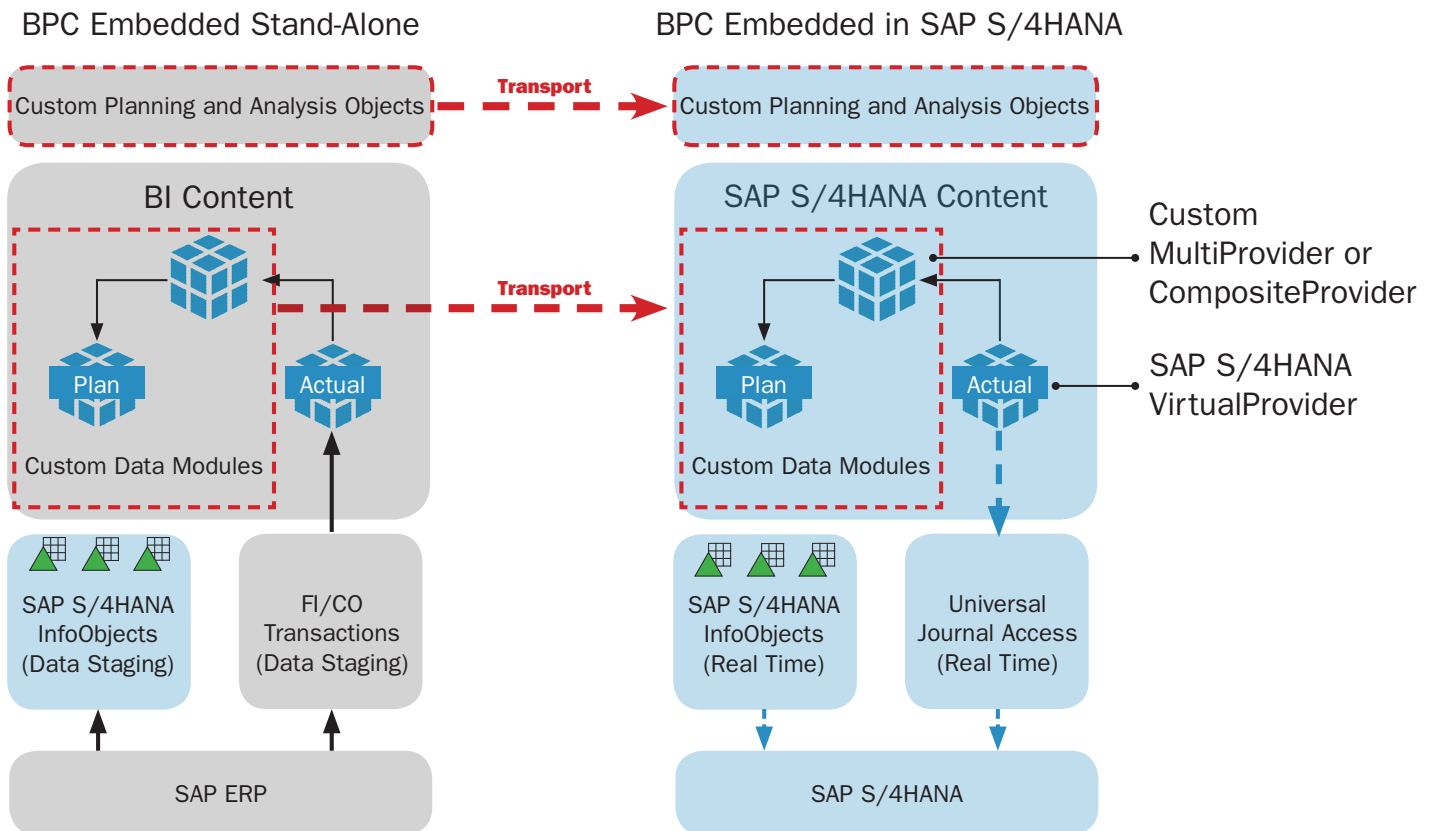 BPC Embedded Stand-Alone
BPC Embedded in SAP S/4HANA
Custom Planning and Analysis Objects
Transport
Custom Planning and Analysis Objects
BI Content
Plan
Actual
Custom Data Modules
Transport
SAP S/4HANA Content
Plan
Actual
Custom Data Modules
Custom
MultiProvider or
CompositeProvider
SAP S/4HANA
VirtualProvider
SAP S/4HANA
InfoObjects
(Data Staging)
FI/CO
Transactions
(Data Staging)
SAP S/4HANA
InfoObjects
(Real Time)
Universal
Journal Access
(Real Time)
SAP ERP
SAP S/4HANA